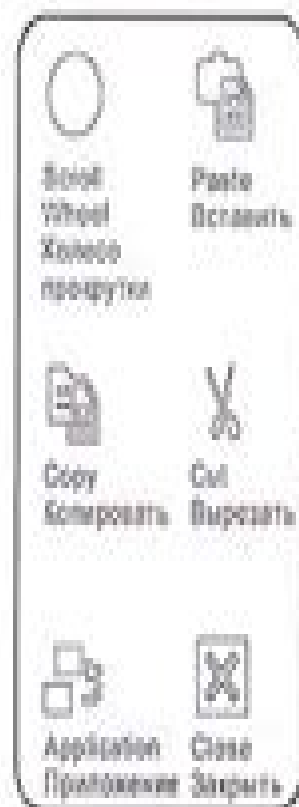 Scroll
Wheel
Колесо
прокрутки
Paste
Вставить
Copy
Копировать
Cut
Вырезать
Application
Приложение
Close
Закрыть